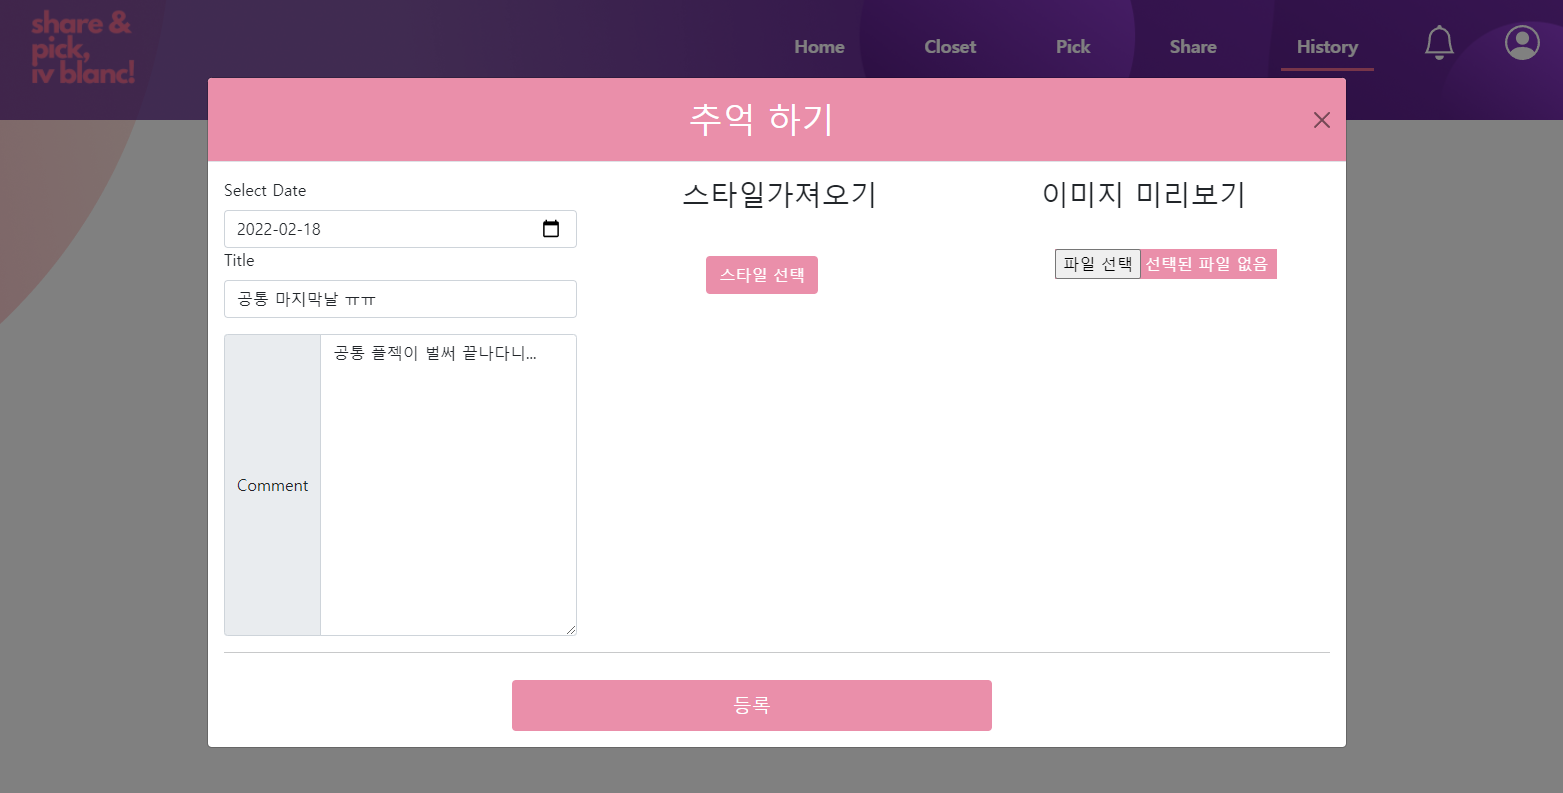 share &
pick,
iv blanc!
Home
Closet
Pick
Share
History
추억 하기
Select Date
2022-02-18
Title
공통 마지막날 ㅠㅠ
Comment
공통 플젝이 벌써 끝나다니...
스타일가져오기
스타일 선택
이미지 미리보기
파일 선택 선택된 파일 없음
등록